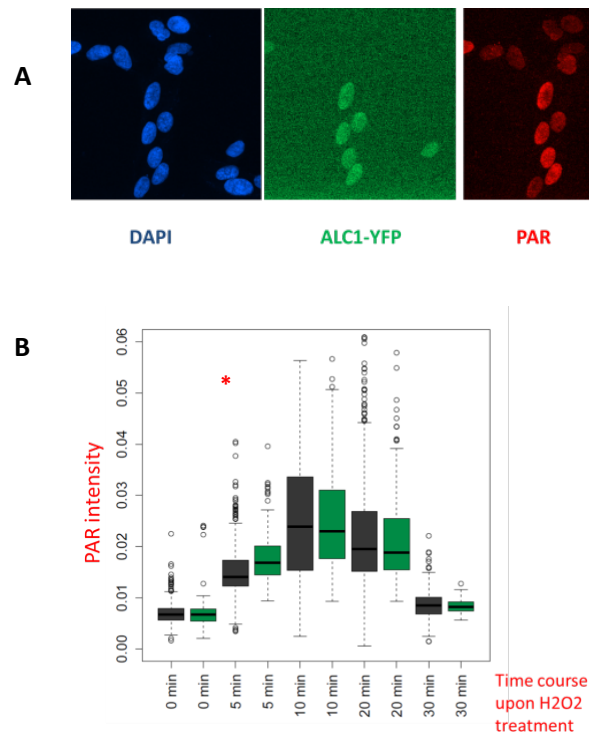 A
DAPI
ALC1-YFP
PAR
B
PAR intensity
0.00
0.01
0.02
0.03
0.04
0.05
0.06
*
0 min
0 min
5 min
5 min
10 min
10 min
20 min
20 min
30 min
30 min
Time course
upon H2O2
treatment